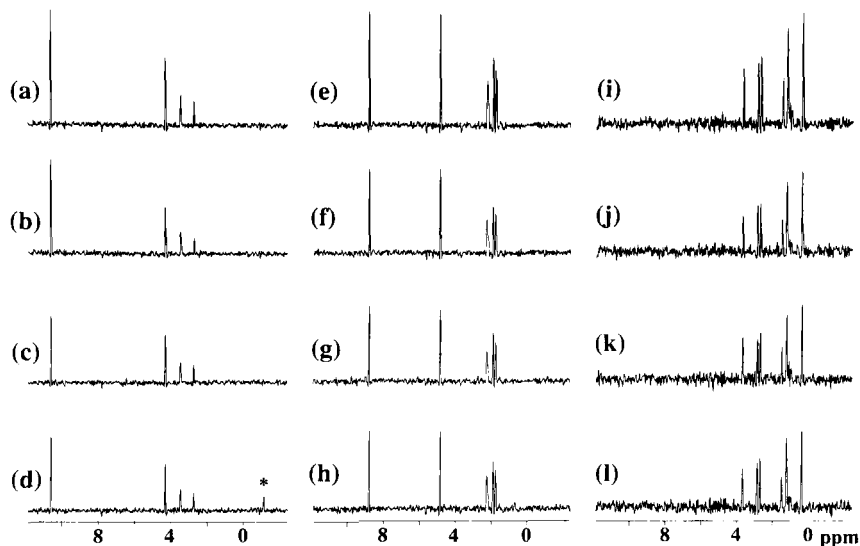 (a) (e) (i)
(b) (f) (j)
(c) (g) (k)
(d) * (h) (l)
8 4 0 8 4 0 8 4 0 ppm